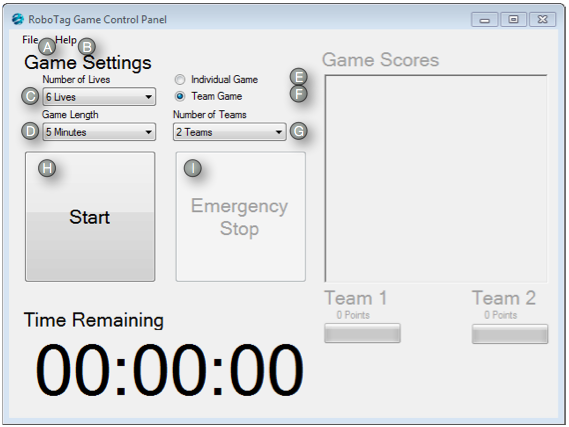 RoboTag Game Control Panel
File A Help B
Game Settings
Number of Lives
C 6 Lives
Individual Game E
Team Game F
Game Length
D 5 Minutes
Number of Teams
2 Teams G
H
Start
I
Emergency
Stop
Time Remaining
00:00:00
Game Scores
Team 1
0 Points
Team 2
0 Points